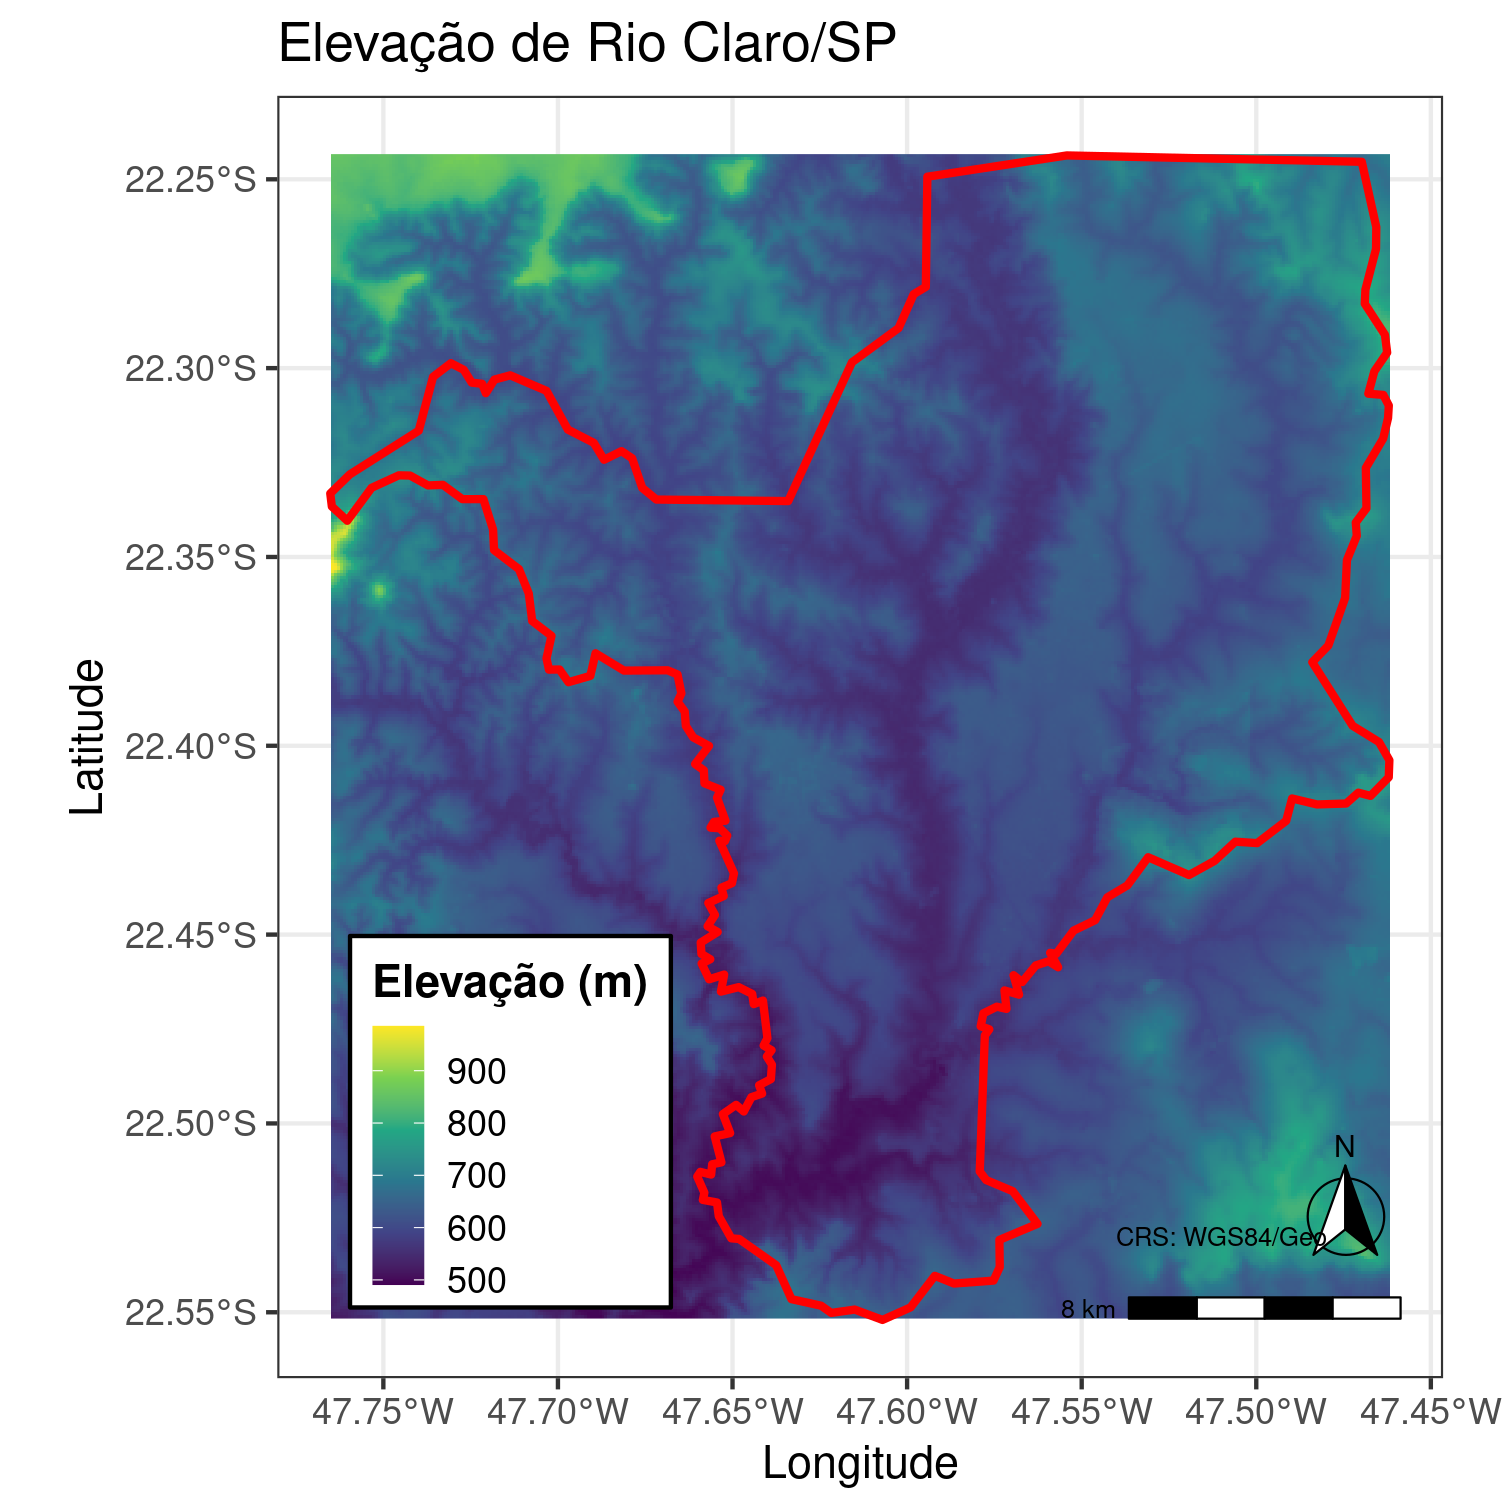 Elevação de Rio Claro/SP
22.25°S
22.30°S
22.35°S
22.40°S
22.45°S
22.50°S
22.55°S
Latitude
Elevação (m)
900
800
700
600
500
N
CRS: WGS84/Geo
8 km
47.75°W
47.70°W
47.65°W
47.60°W
47.55°W
47.50°W
47.45°W
Longitude